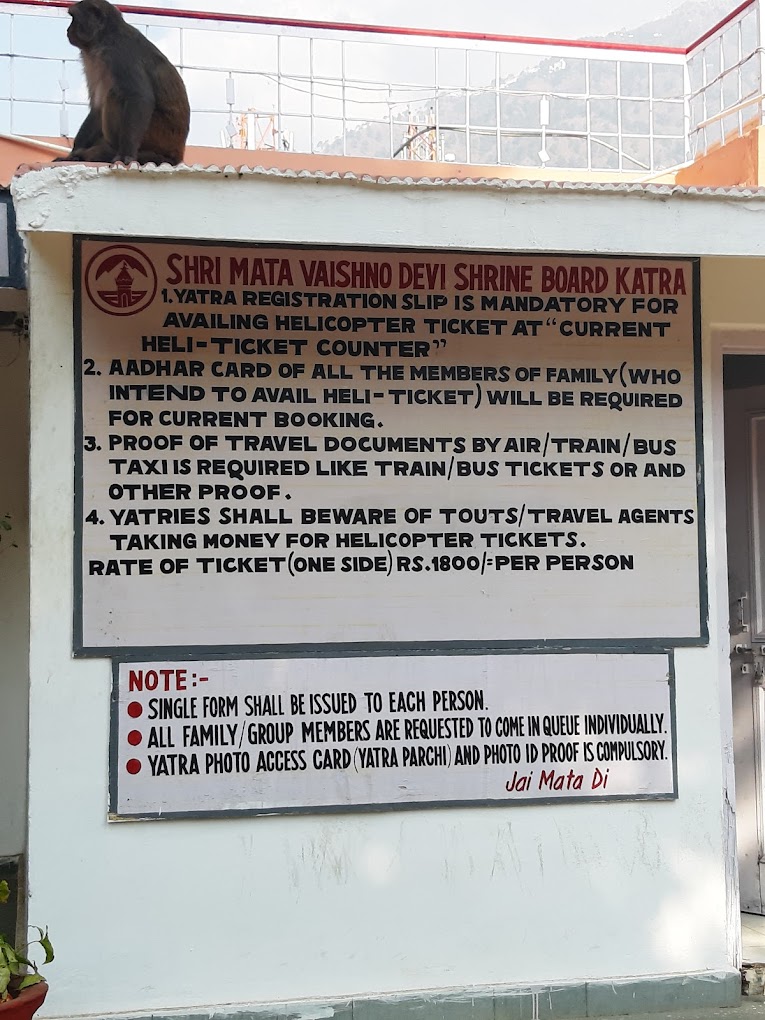 SHRI MATA VAISHNO DEVI SHRINE BOARD KATRA
1. YATRA REGISTRATION SLIP IS MANDATORY FOR
AVAILING HELICOPTER TICKET AT "CURRENT
HELI-TICKET COUNTER"
2. AADHAR CARD OF ALL THE MEMBERS OF FAMILY (WHO
INTEND TO AVAIL HELI-TICKET) WILL BE REQUIRED
FOR CURRENT BOOKING.
3. PROOF OF TRAVEL DOCUMENTS BY AIR/TRAIN/BUS
TAXI IS REQUIRED LIKE TRAIN/BUS TICKETS OR AND
OTHER PROOF.
4. YATRIES SHALL BEWARE OF TOUTS/TRAVEL AGENTS
TAKING MONEY FOR HELICOPTER TICKETS.
RATE OF TICKET (ONE SIDE) RS.1800/= PER PERSON
NOTE:-
● SINGLE FORM SHALL BE ISSUED TO EACH PERSON.
● ALL FAMILY/GROUP MEMBERS ARE REQUESTED TO COME IN QUEUE INDIVIDUALLY.
● YATRA PHOTO ACCESS CARD (YATRA PARCHI) AND PHOTO ID PROOF IS COMPULSORY.
Jai Mata Di